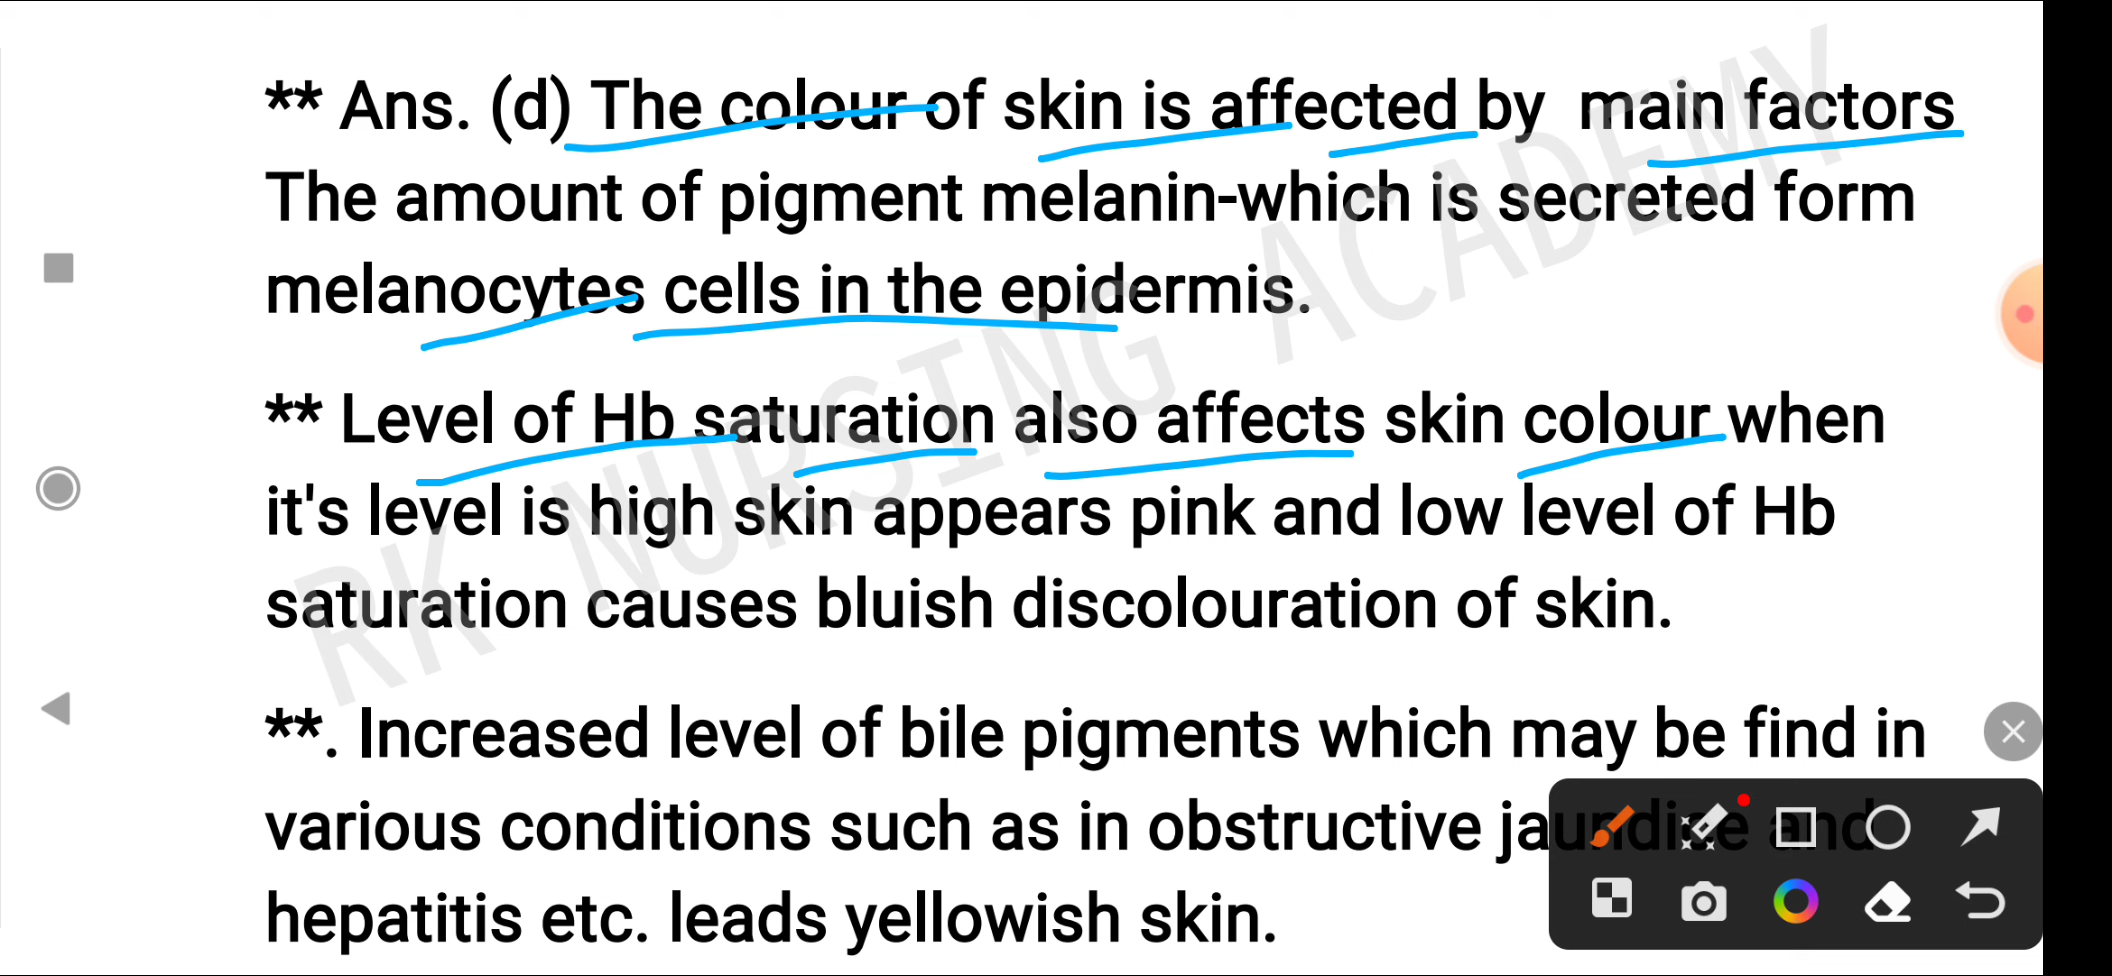 ** Ans. (d) The colour of skin is affected by main factors
The amount of pigment melanin-which is secreted form
melanocytes cells in the epidermis.
** Level of Hb saturation also affects skin colour when
it's level is high skin appears pink and low level of Hb
saturation causes bluish discolouration of skin.
**. Increased level of bile pigments which may be find in
various conditions such as in obstructive jaundise and
hepatitis etc. leads yellowish skin.
RK NURSING ACADEMY